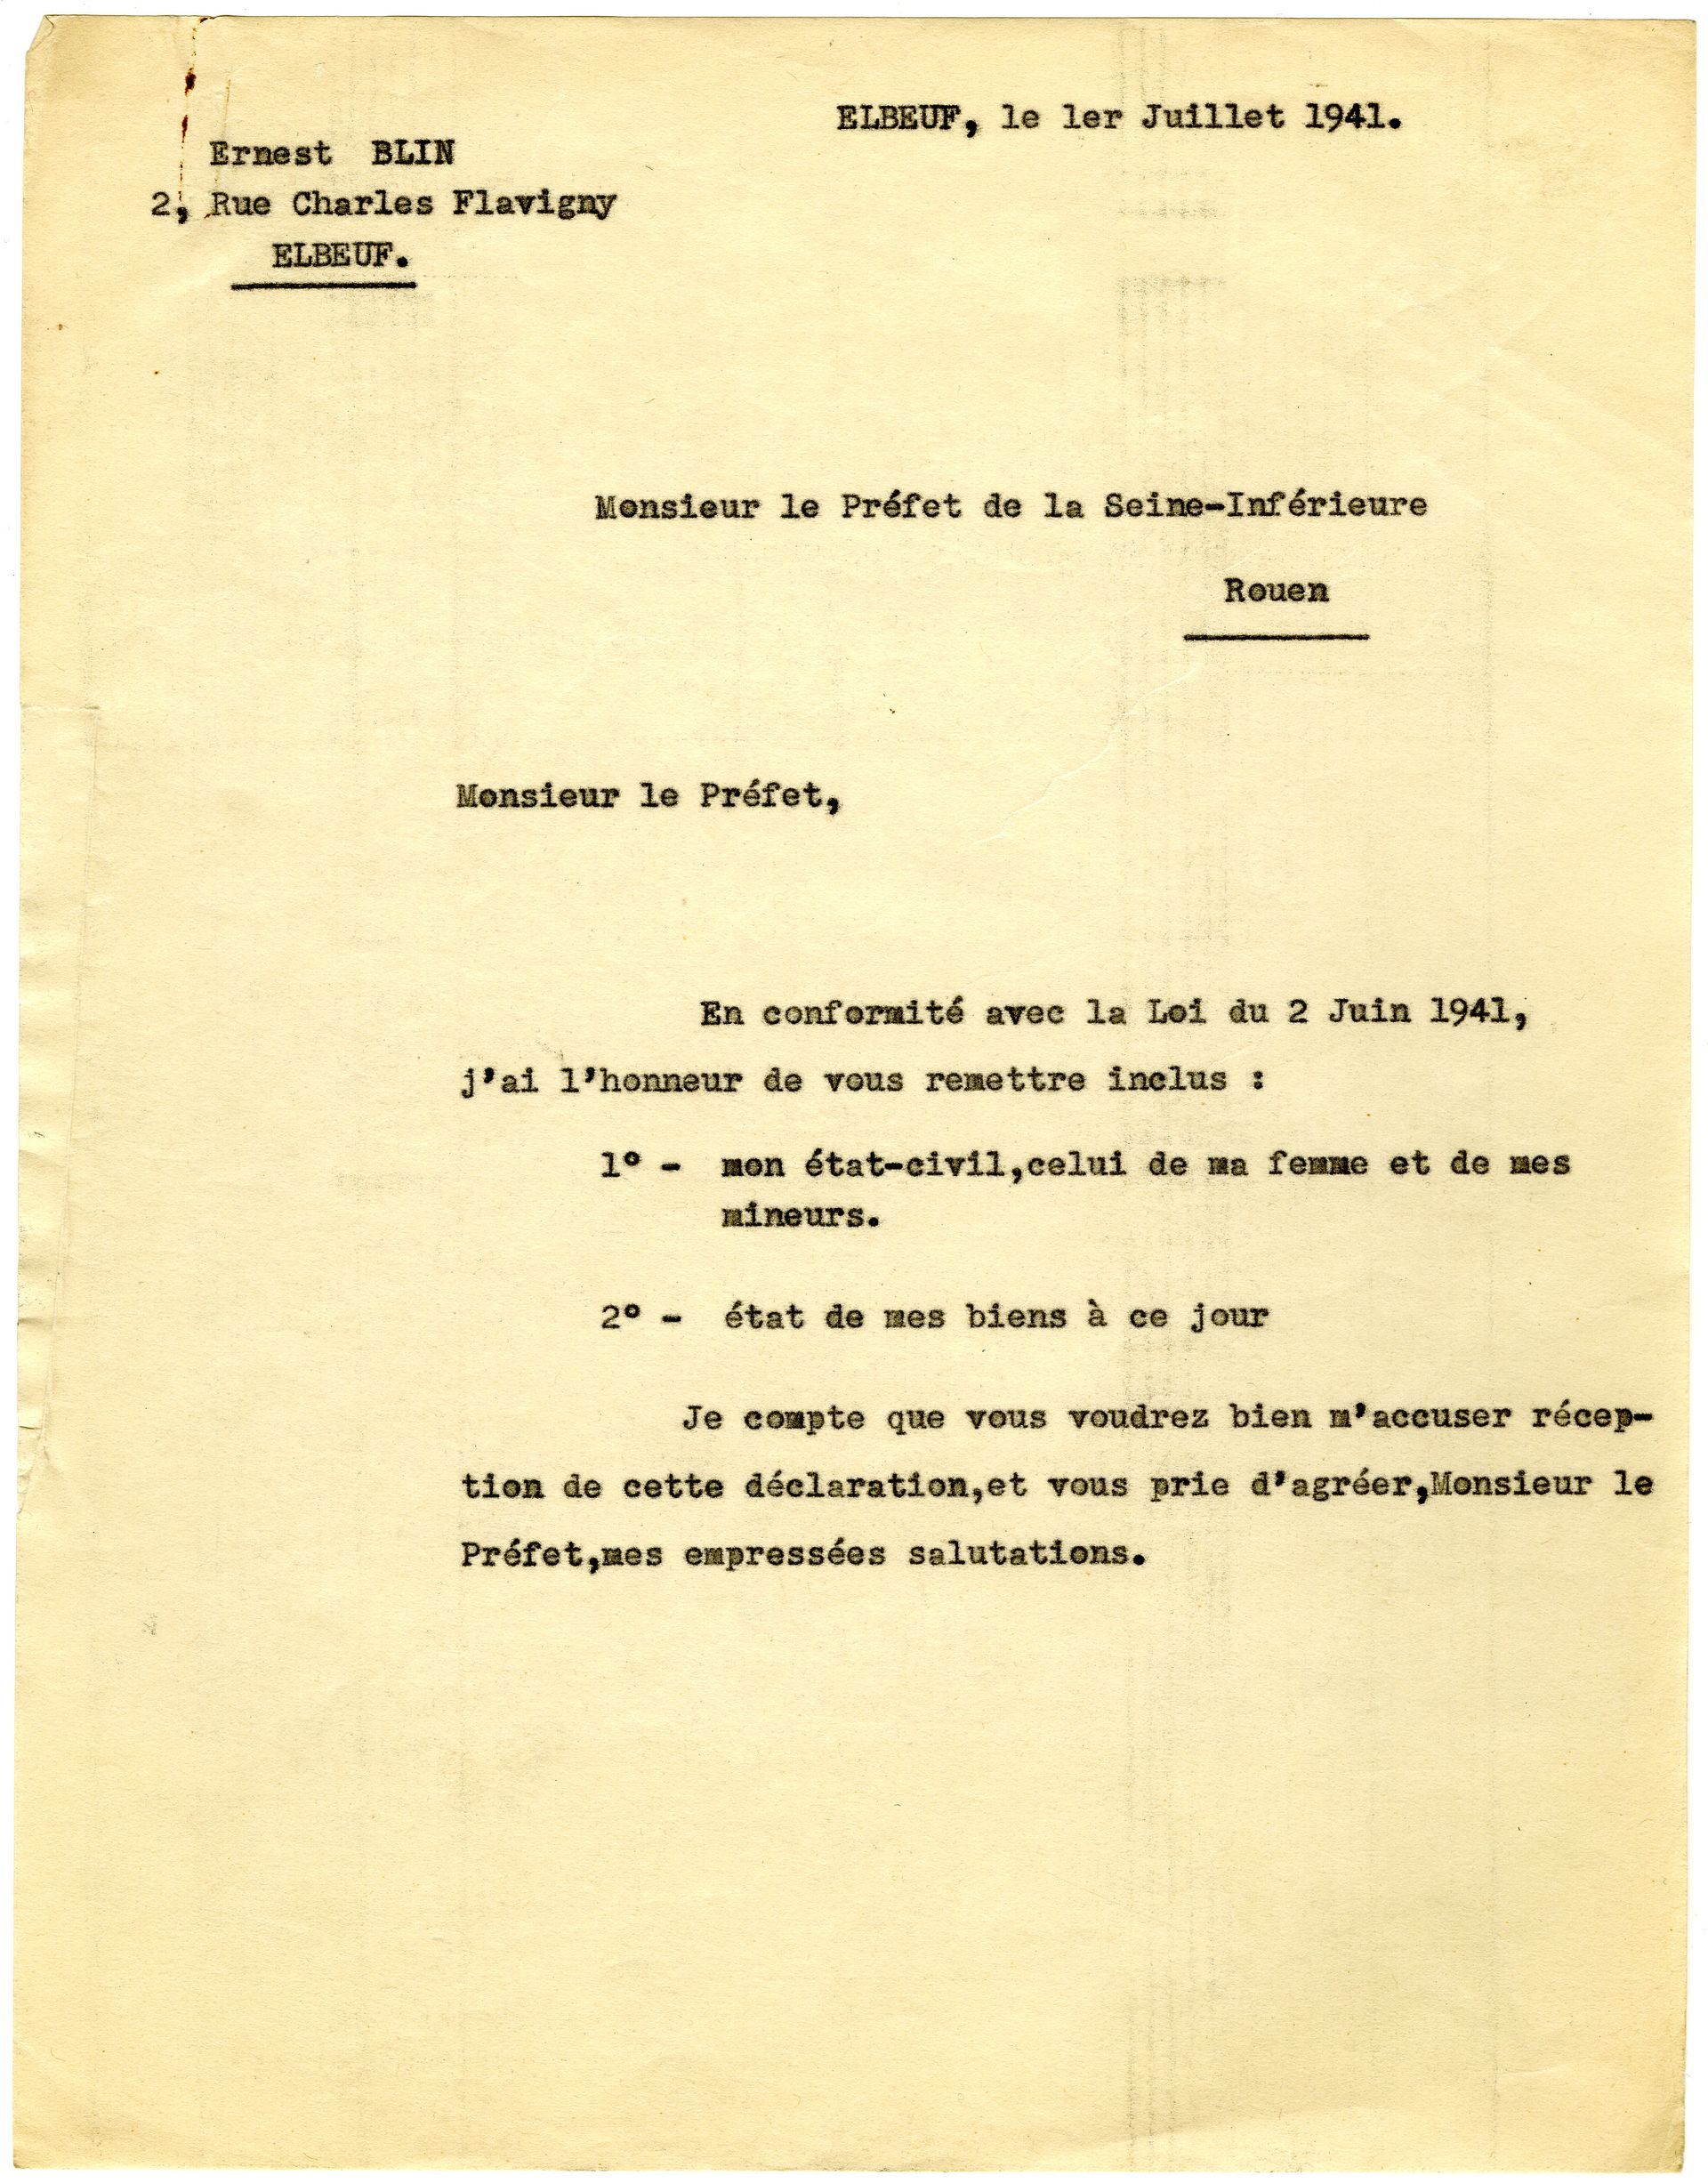 ELBEUF, le 1er Juillet 1941.
Ernest BLIN
2, Rue Charles Flavigny
ELBEUF.
Monsieur le Préfet de la Seine-Inférieure
Rouen
Monsieur le Préfet,
En conformité avec la Loi du 2 Juin 1941,
j'ai l'honneur de vous remettre inclus :
1° - mon état-civil,celui de ma femme et de mes
mineurs.
2° - état de mes biens à ce jour
Je compte que vous voudrez bien m'accuser récep-
tion de cette déclaration,et vous prie d'agréer,Monsieur le
Préfet,mes empressées salutations.